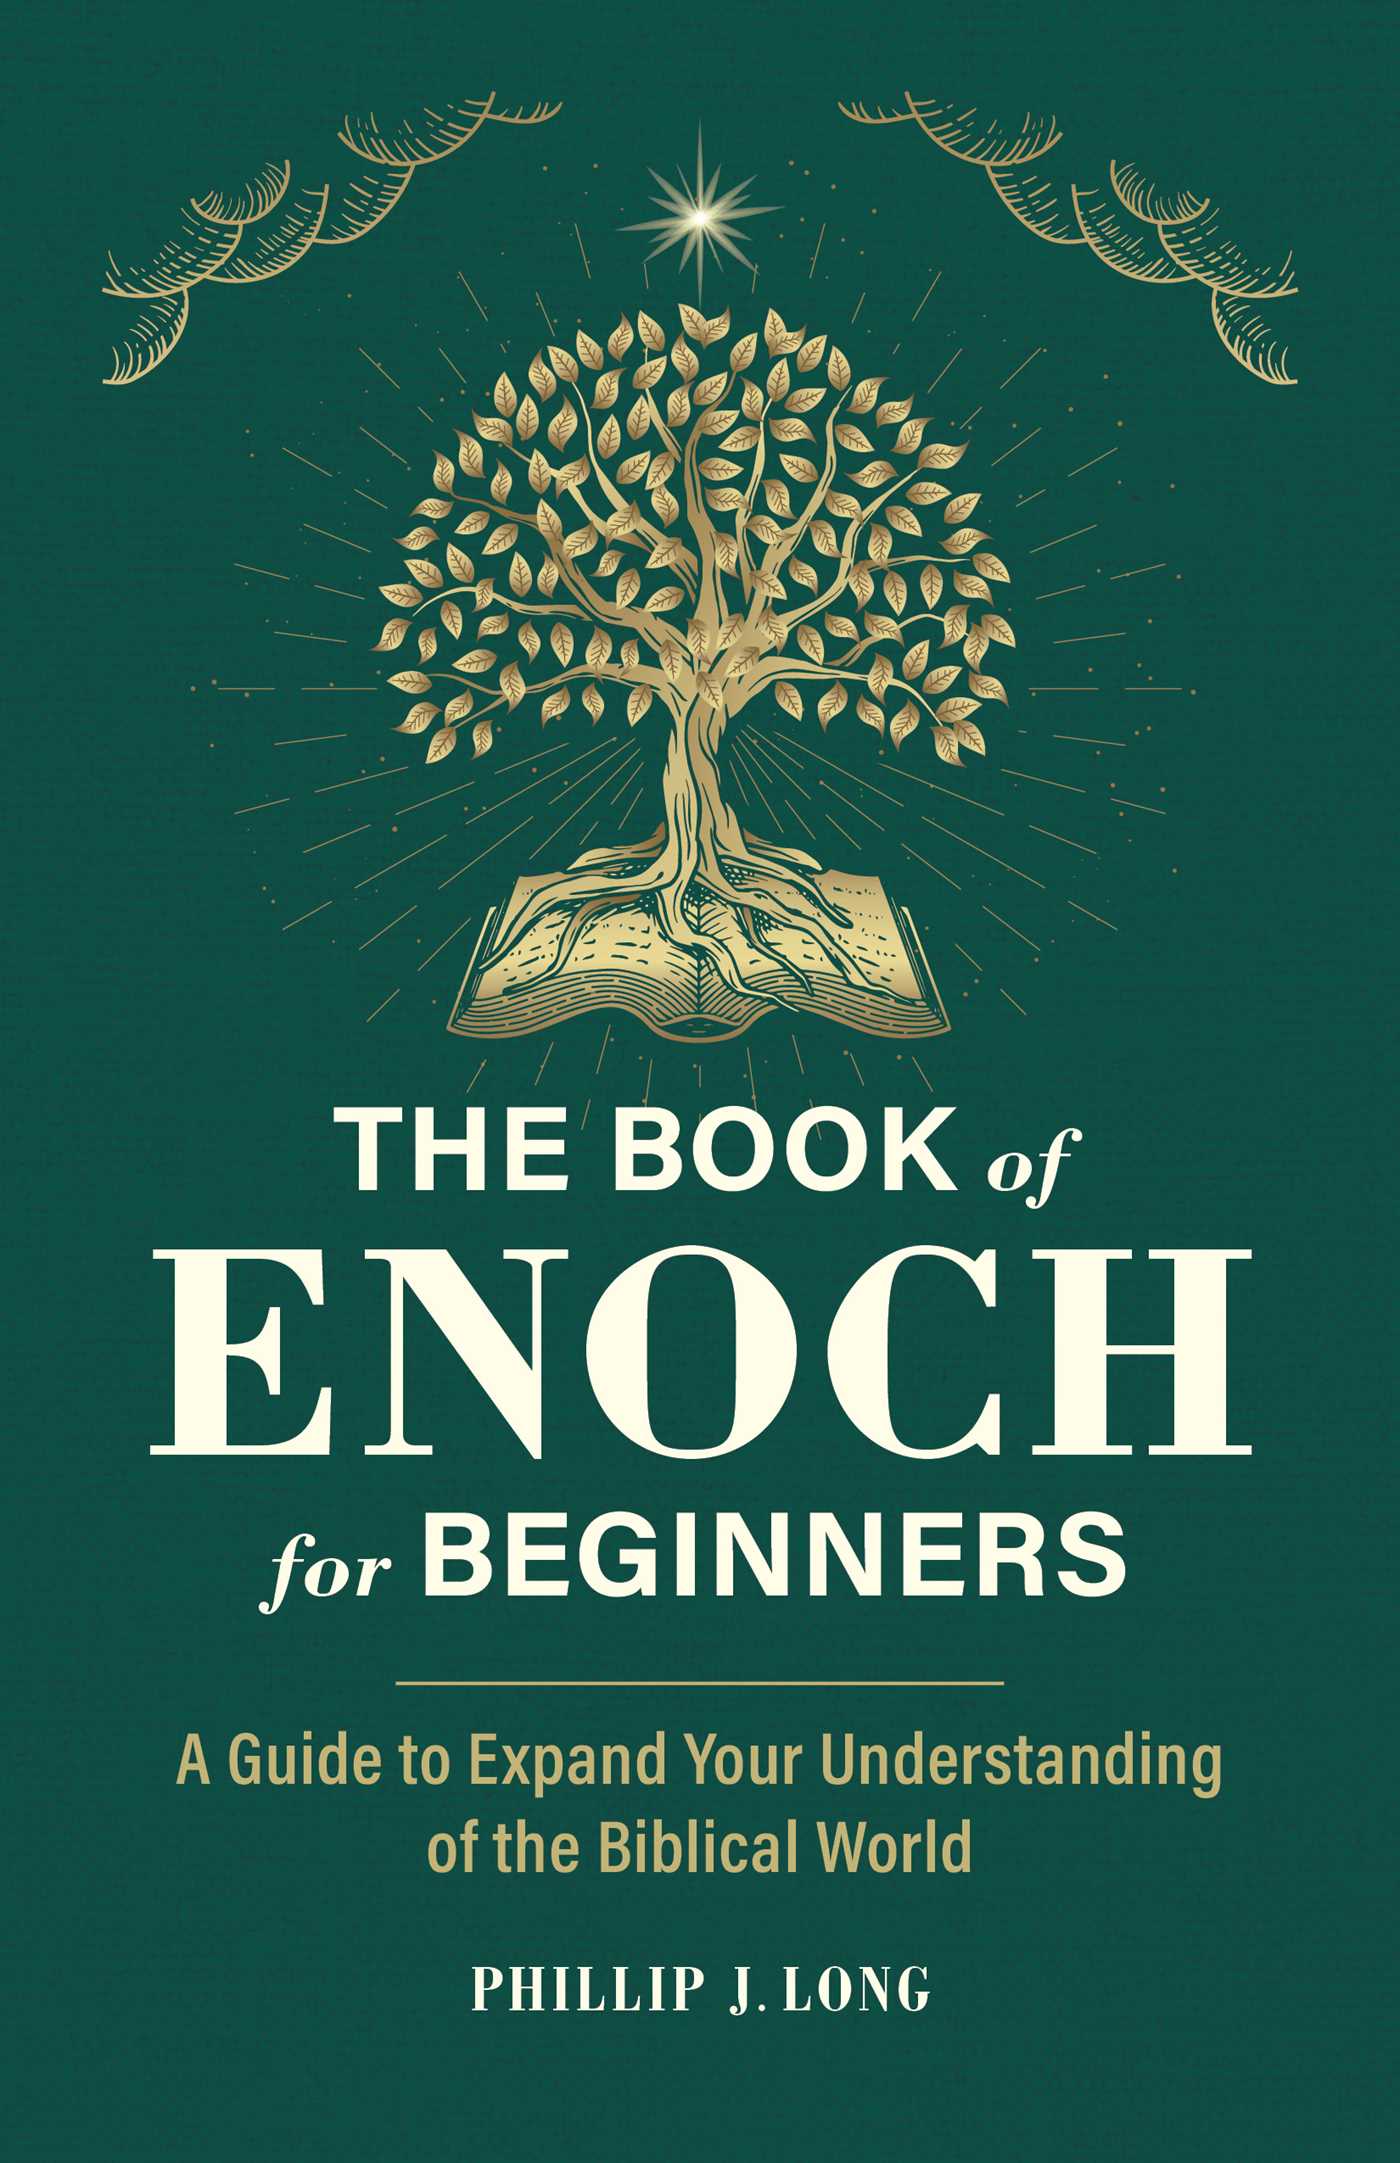 THE BOOK of
ENOCH
for BEGINNERS
A Guide to Expand Your Understanding
of the Biblical World
PHILLIP J. LONG